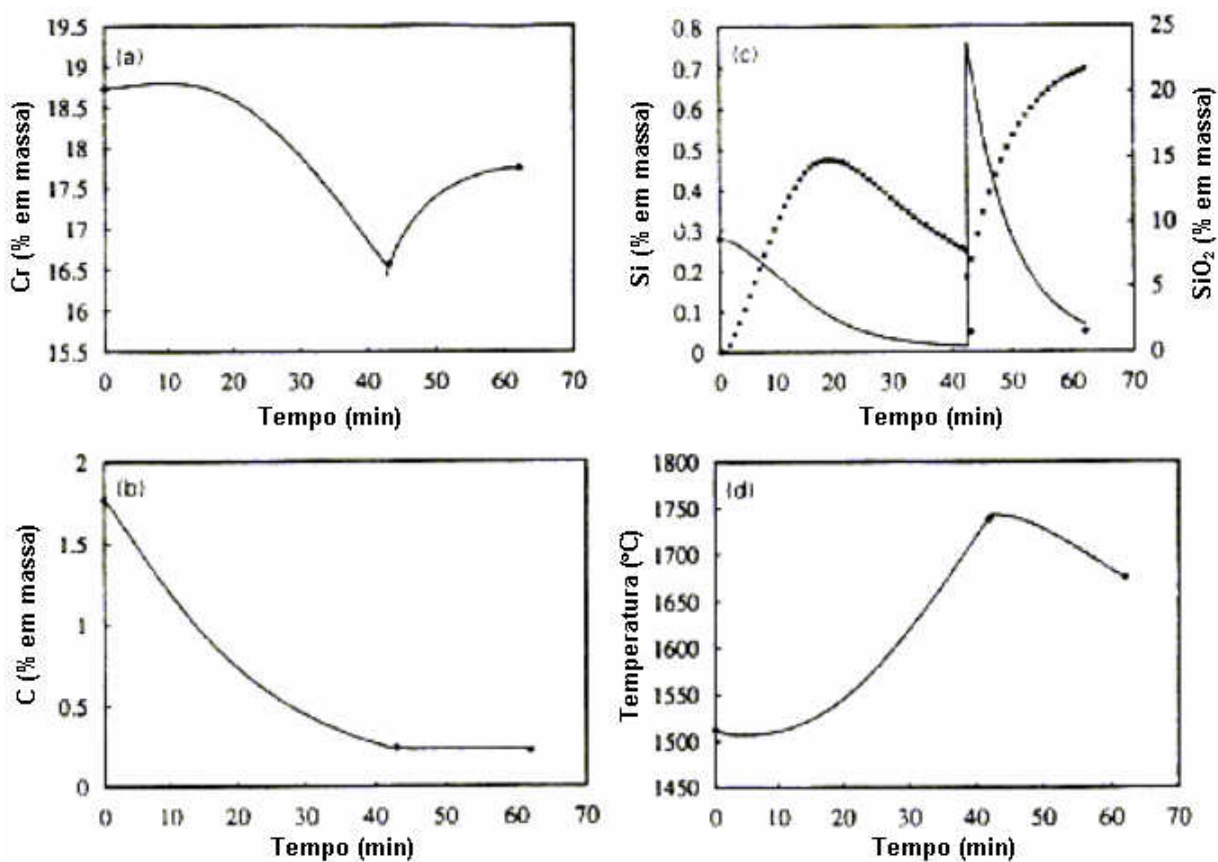 (a)
Cr (% em massa)
19.5
19
18.5
18
17.5
17
16.5
16
15.5
0 10 20 30 40 50 60 70
Tempo (min)
(c)
Si (% em massa)
0.8
0.7
0.6
0.5
0.4
0.3
0.2
0.1
0
25
20
15
10
5
0
SiO₂ (% em massa)
0 10 20 30 40 50 60 70
Tempo (min)
(b)
C (% em massa)
2
1.5
1
0.5
0
0 10 20 30 40 50 60 70
Tempo (min)
(d)
Temperatura (°C)
1800
1750
1700
1650
1600
1550
1500
1450
0 10 20 30 40 50 60 70
Tempo (min)